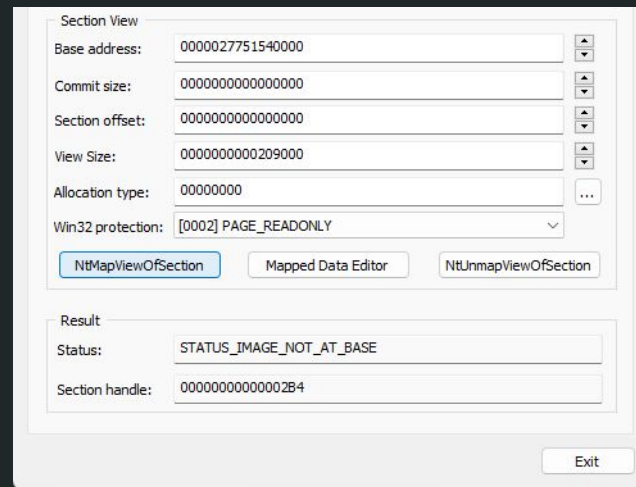 Section View
Base address: 0000027751540000
Commit size: 0000000000000000
Section offset: 0000000000000000
View Size: 0000000000209000
Allocation type: 00000000 ...
Win32 protection: [0002] PAGE_READONLY
NtMapViewOfSection Mapped Data Editor NtUnmapViewOfSection
Result
Status: STATUS_IMAGE_NOT_AT_BASE
Section handle: 00000000000002B4
Exit